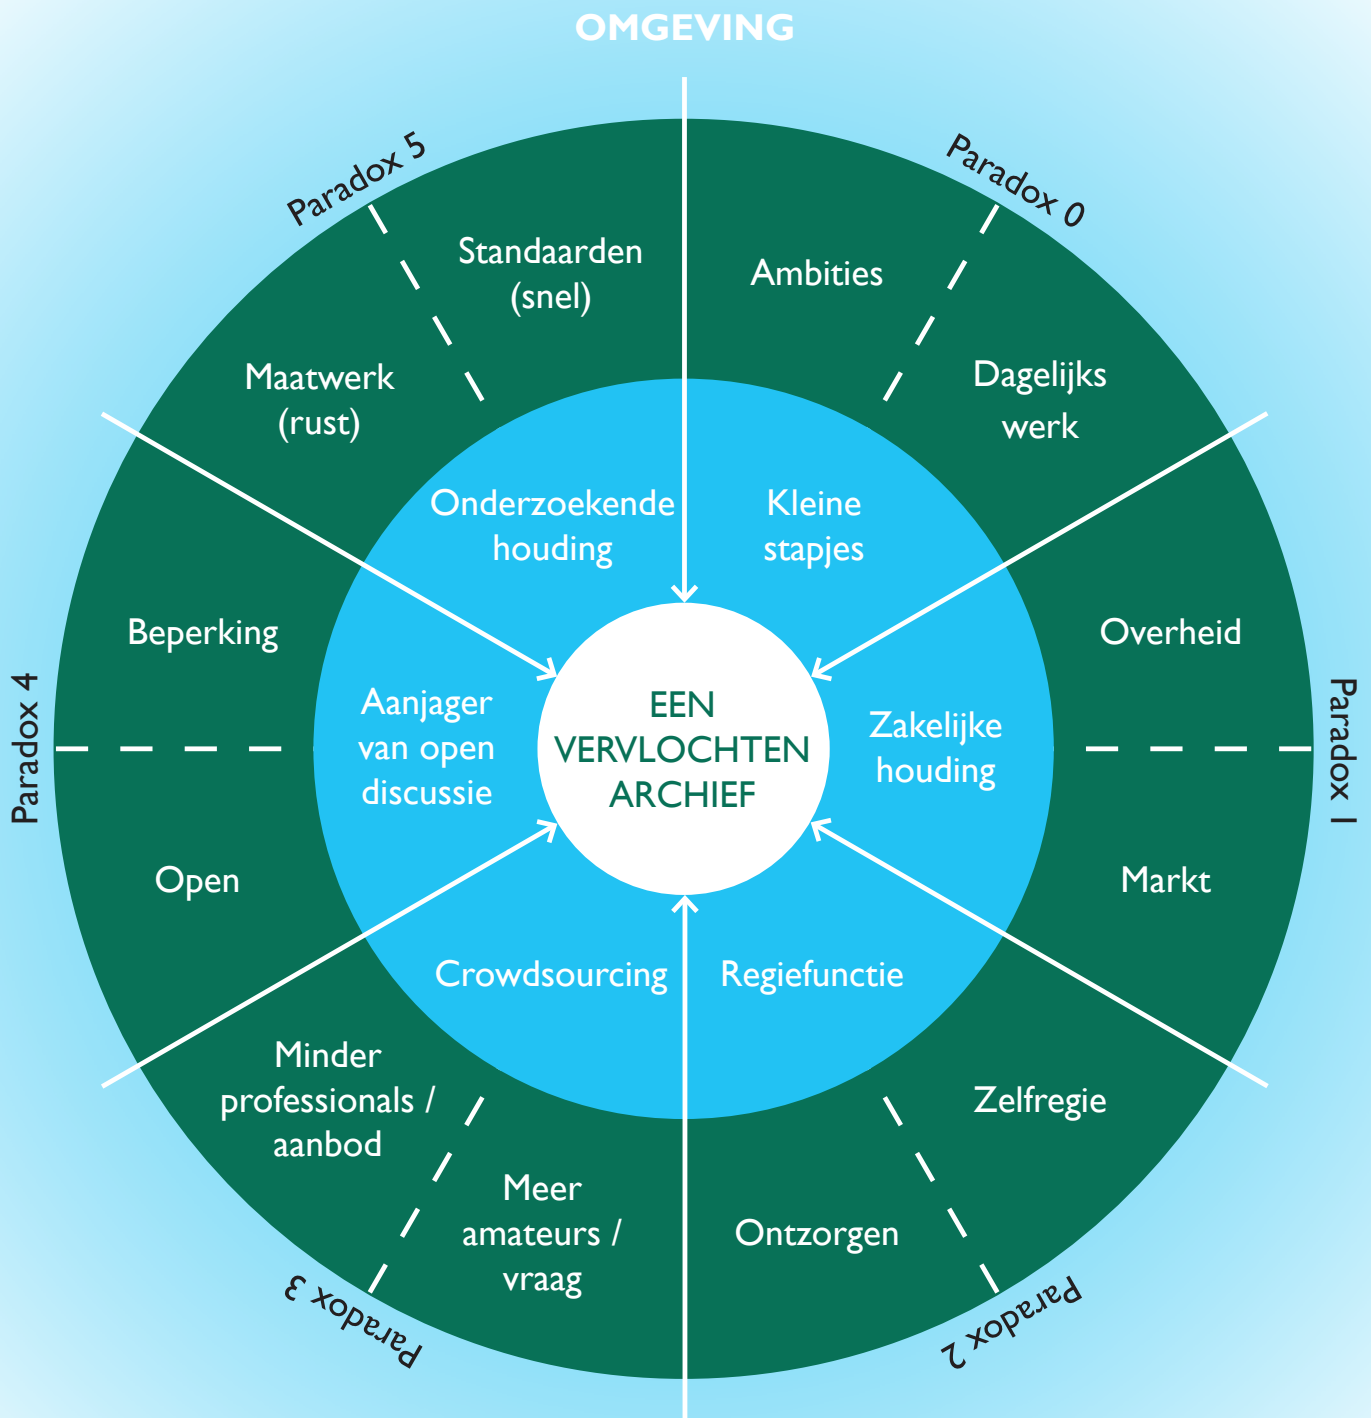 OMGEVING
Paradox 5
Paradox 0
Standaarden
(snel)
Ambities
Maatwerk
(rust)
Dagelijks
werk
Onderzoekende
houding
Kleine
stapjes
Beperking
Overheid
Paradox 4
Aanjager
van open
discussie
EEN
VERVLOCHTEN
ARCHIEF
Zakelijke
houding
Paradox 1
Open
Markt
Crowdsourcing
Regiefunctie
Minder
professionals /
aanbod
Zelfregie
Meer
amateurs /
vraag
Ontzorgen
Paradox 3
Paradox 2